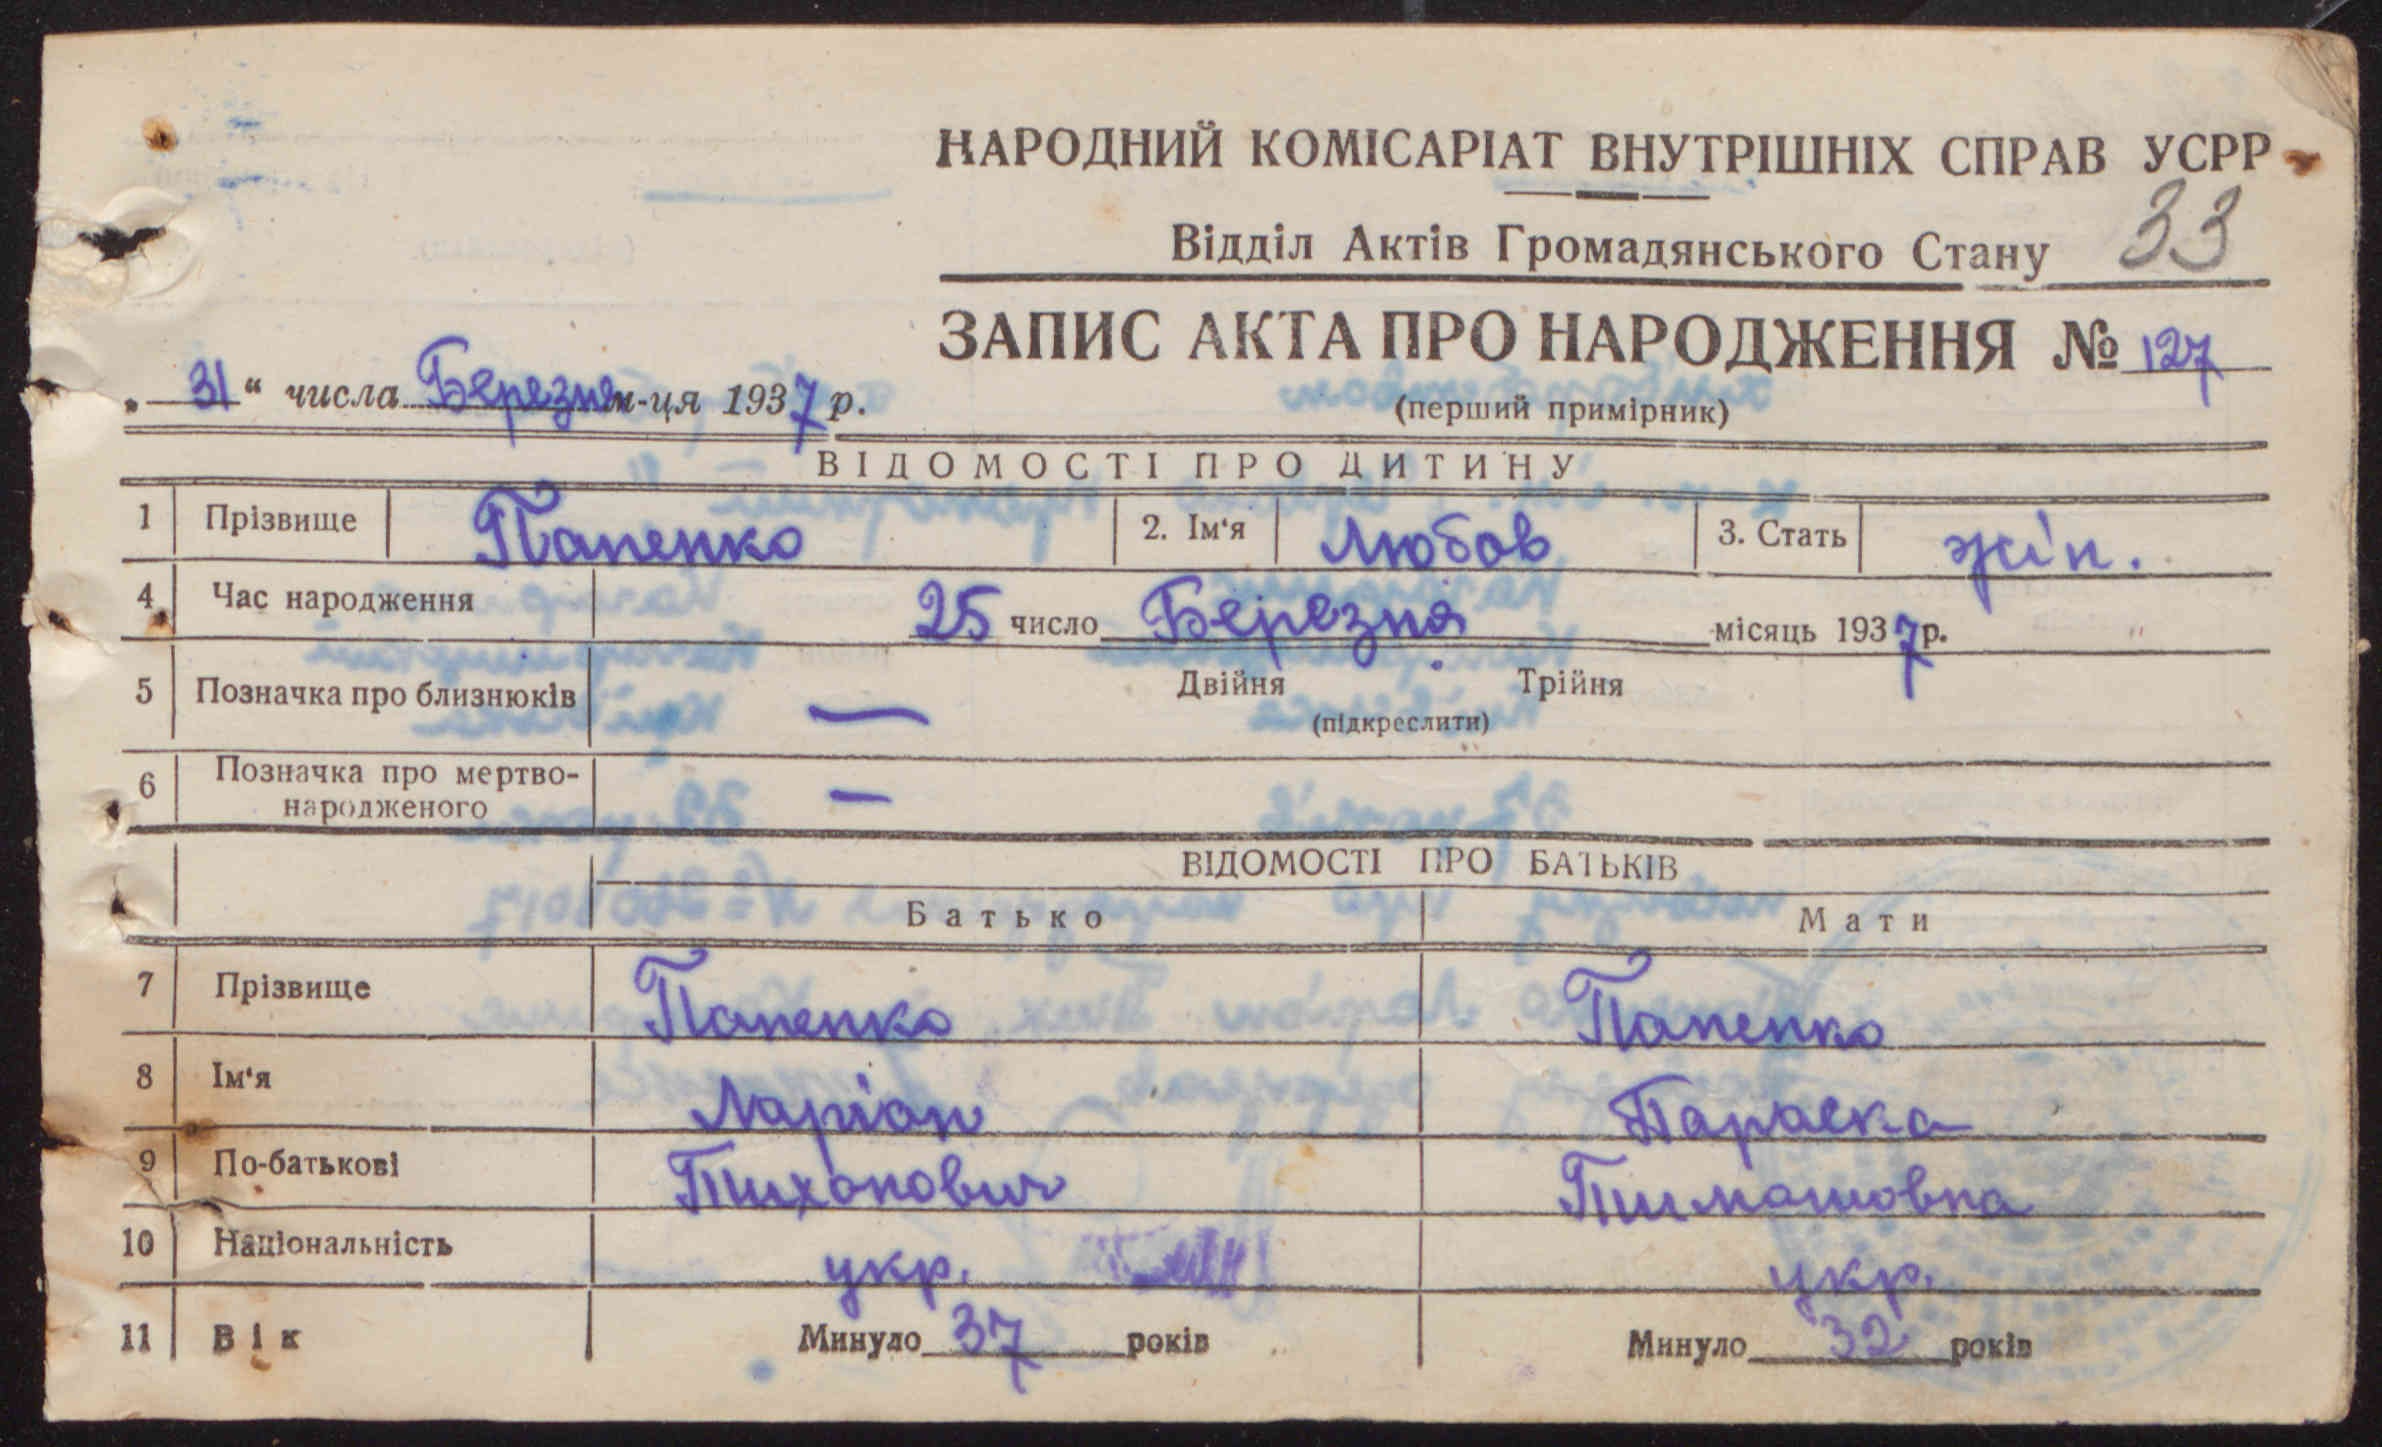 НАРОДНИЙ КОМІСАРІАТ ВНУТРІШНІХ СПРАВ УСРР
Відділ Актів Громадянського Стану 33
ЗАПИС АКТА ПРО НАРОДЖЕННЯ № 127
„ 31 “ числа Березня м-ця 1937 р.
(перший примірник)
ВІДОМОСТІ ПРО ДИТИНУ
1 Прізвище Папенко 2. Ім‘я Любов 3. Стать жін.
4 Час народження 25 число Березня місяць 1937 р.
5 Позначка про близнюків — Двійня Трійня
(підкреслити)
6 Позначка про мертво-
народженого —
ВІДОМОСТІ ПРО БАТЬКІВ
Батько Мати
7 Прізвище Папенко Папенко
8 Ім‘я Ларіон Параска
9 По-батькові Тихонович Тимошовна
10 Національність укр. укр.
11 Вік Минуло 37 років Минуло 32 років